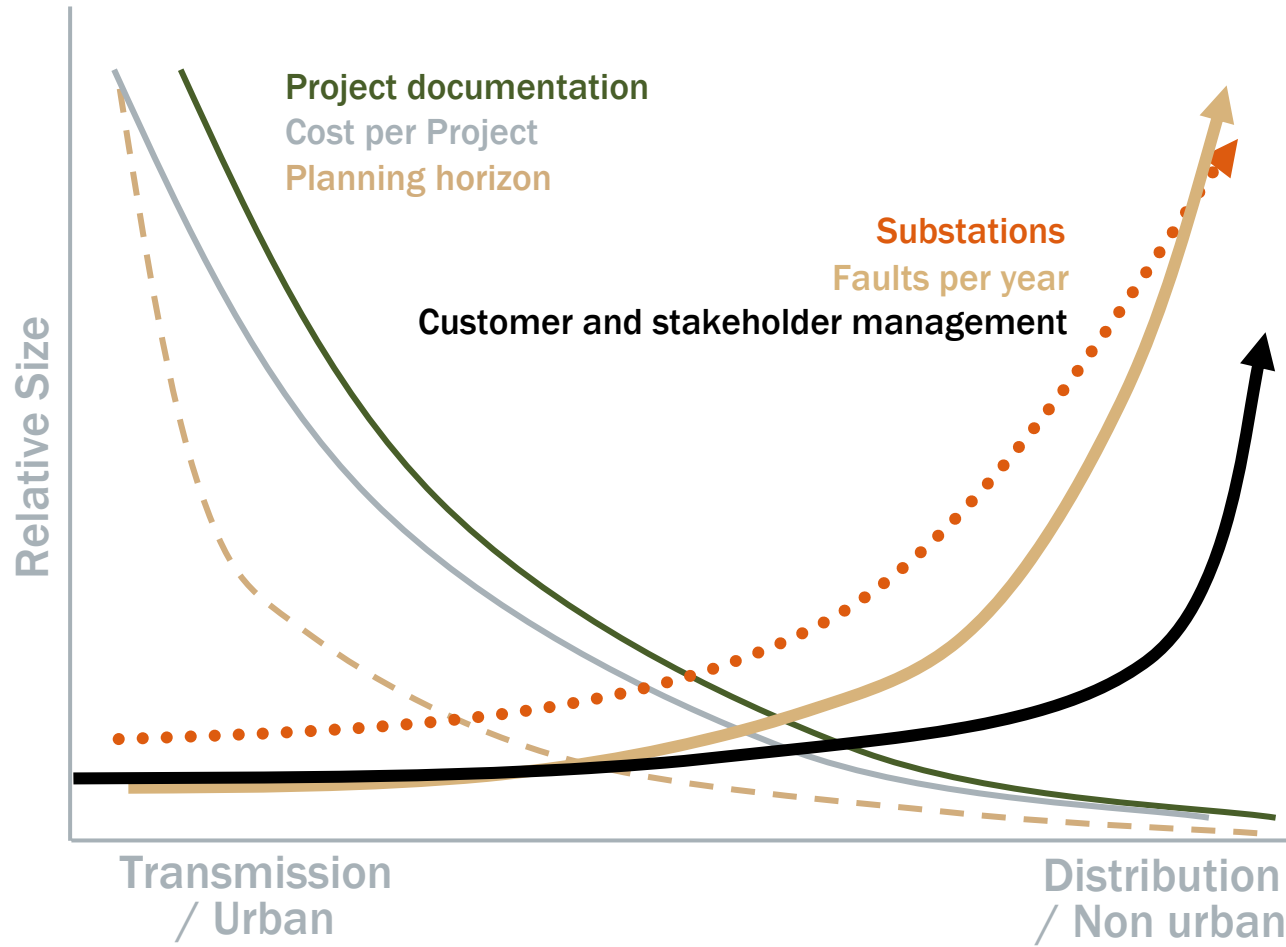 Project documentation
Cost per Project
Planning horizon
Substations
Faults per year
Customer and stakeholder management
Relative Size
Transmission
/ Urban
Distribution
/ Non urban